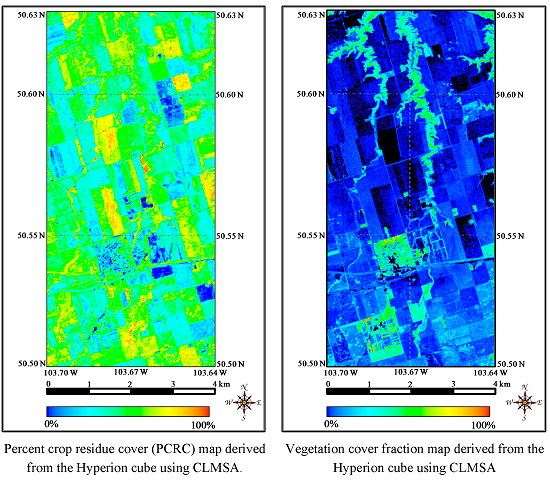 50.63 N 50.63 N
50.60 N 50.60 N
50.55 N 50.55 N
50.50 N 50.50 N
103.70 W 103.67 W 103.64 W
0 1 2 3 4 km
N
W E
S
0% 100%
Percent crop residue cover (PCRC) map derived
from the Hyperion cube using CLMSA.
50.63 N 50.63 N
50.60 N 50.60 N
50.55 N 50.55 N
50.50 N 50.50 N
103.70 W 103.67 W 103.64 W
0 1 2 3 4 km
N
W E
S
0% 100%
Vegetation cover fraction map derived from the
Hyperion cube using CLMSA